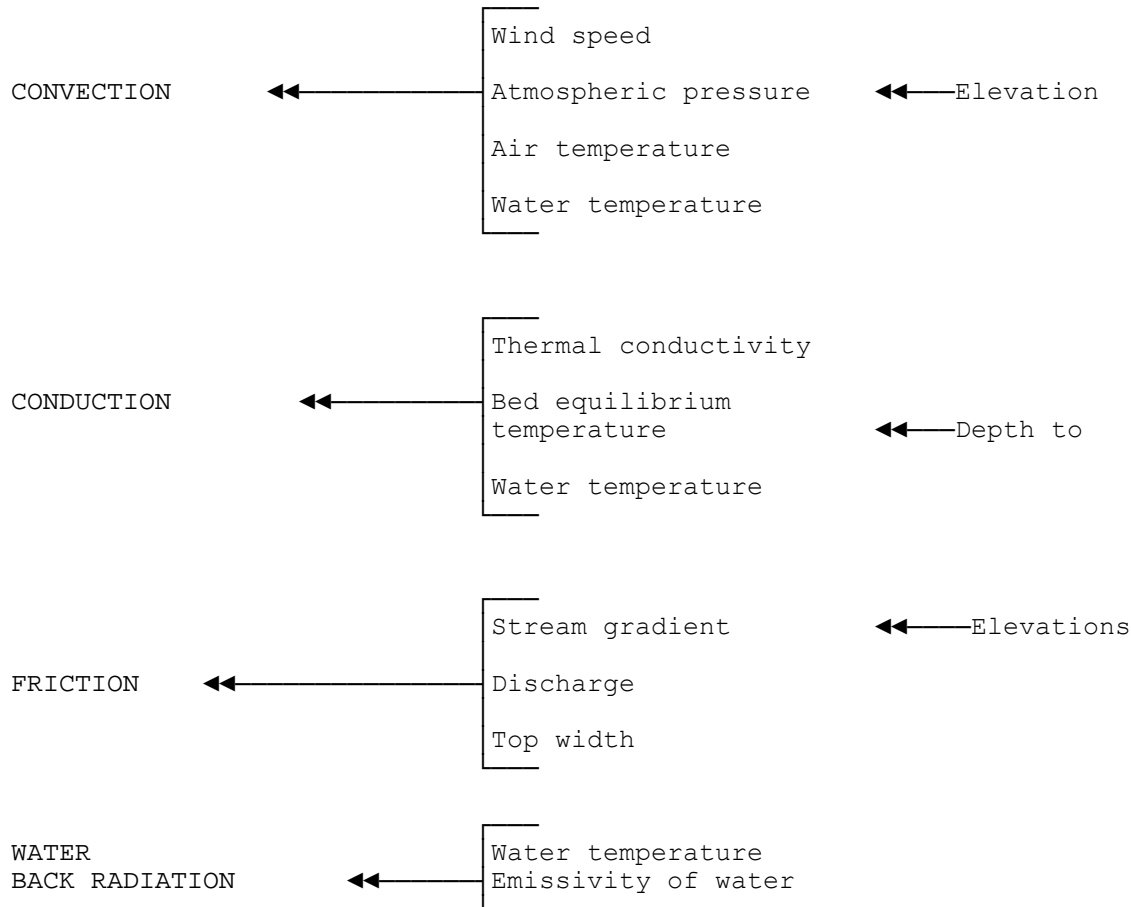 Wind speed
CONVECTION Atmospheric pressure Elevation
Air temperature
Water temperature
Thermal conductivity
CONDUCTION Bed equilibrium
temperature Depth to
Water temperature
Stream gradient Elevations
FRICTION Discharge
Top width
WATER Water temperature
BACK RADIATION Emissivity of water